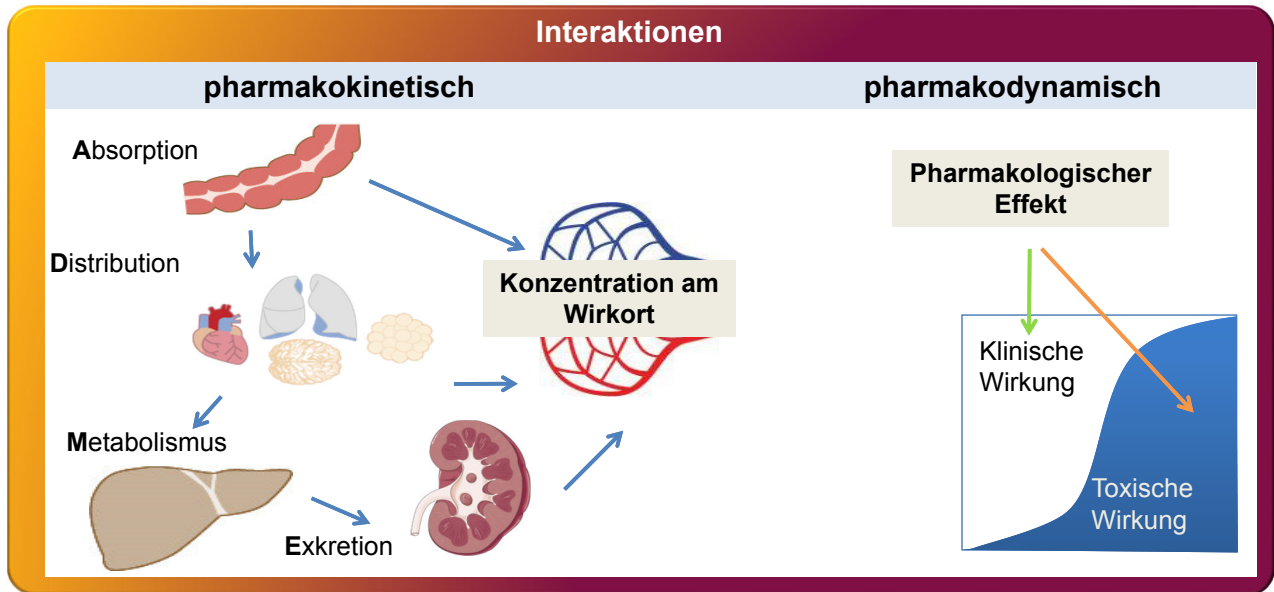 Interaktionen
pharmakokinetisch
Absorption
Distribution
Metabolismus
Exkretion
Konzentration am
Wirkort
pharmakodynamisch
Pharmakologischer
Effekt
Klinische
Wirkung
Toxische
Wirkung